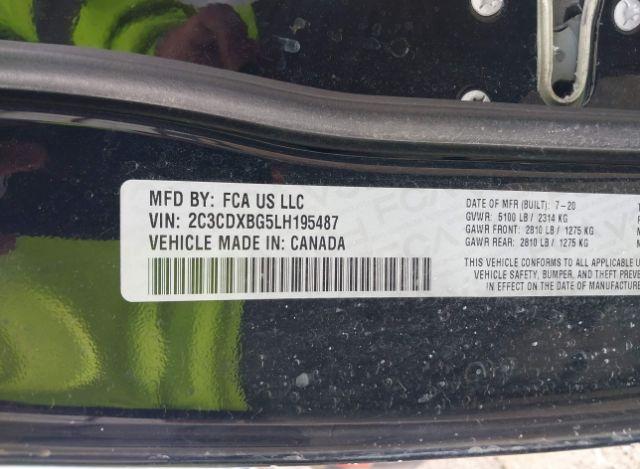 MFD BY: FCA US LLC
VIN: 2C3CDXBG5LH195487
VEHICLE MADE IN: CANADA
DATE OF MFR (BUILT): 7-20
GVWR: 5100 LB / 2314 KG
GAWR FRONT: 2810 LB / 1275 KG
GAWR REAR: 2810 LB / 1275 KG
THIS VEHICLE CONFORMS TO ALL APPLICABLE
VEHICLE SAFETY, BUMPER, AND THEFT
IN EFFECT ON THE DATE OF MANUFACTURE